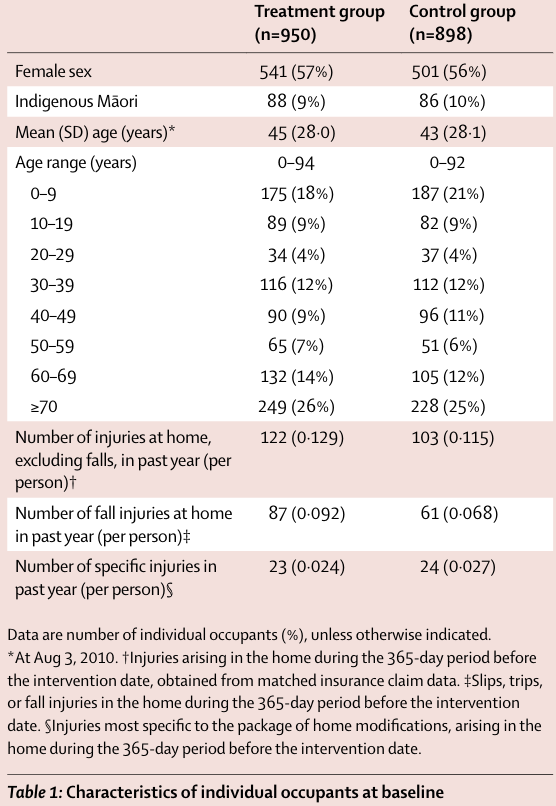 Treatment group Control group
(n=950) (n=898)
Female sex 541 (57%) 501 (56%)
Indigenous Māori 88 (9%) 86 (10%)
Mean (SD) age (years)* 45 (28·0) 43 (28·1)
Age range (years) 0–94 0–92
0–9 175 (18%) 187 (21%)
10–19 89 (9%) 82 (9%)
20–29 34 (4%) 37 (4%)
30–39 116 (12%) 112 (12%)
40–49 90 (9%) 96 (11%)
50–59 65 (7%) 51 (6%)
60–69 132 (14%) 105 (12%)
≥70 249 (26%) 228 (25%)
Number of injuries at home, 122 (0·129) 103 (0·115)
excluding falls, in past year (per
person)†
Number of fall injuries at home 87 (0·092) 61 (0·068)
in past year (per person)‡
Number of specific injuries in 23 (0·024) 24 (0·027)
past year (per person)§
Data are number of individual occupants (%), unless otherwise indicated.
*At Aug 3, 2010. †Injuries arising in the home during the 365-day period before
the intervention date, obtained from matched insurance claim data. ‡Slips, trips,
or fall injuries in the home during the 365-day period before the intervention
date. §Injuries most specific to the package of home modifications, arising in the
home during the 365-day period before the intervention date.
Table 1: Characteristics of individual occupants at baseline